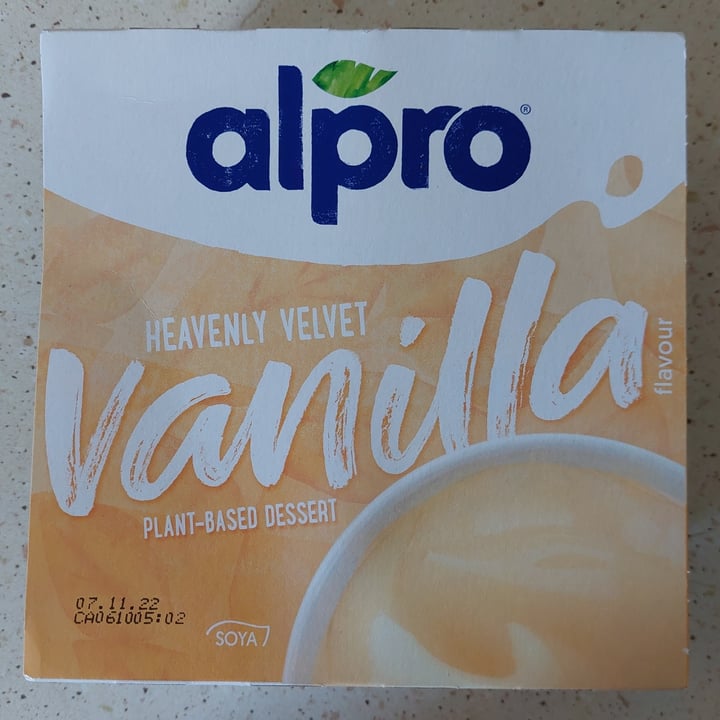 alpro®
HEAVENLY VELVET
vanilla
flavour
PLANT-BASED DESSERT
07.11.22
CA061005:02
SOYA